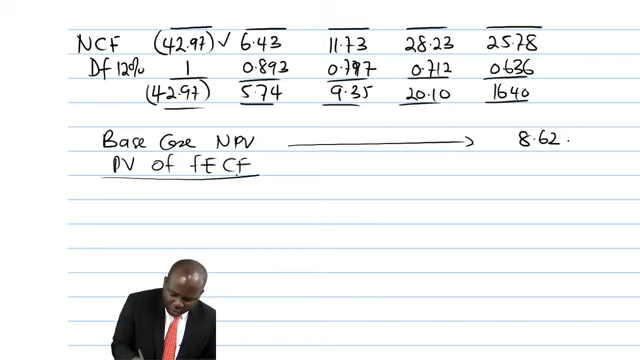 NCF (42.97) ✓ 6.43 11.73 28.23 25.78
Df 12% 1 0.893 0.797 0.712 0.636
(42.97) 5.74 9.35 20.10 1640
Base Case NPV → 8.62.
PV of fECF